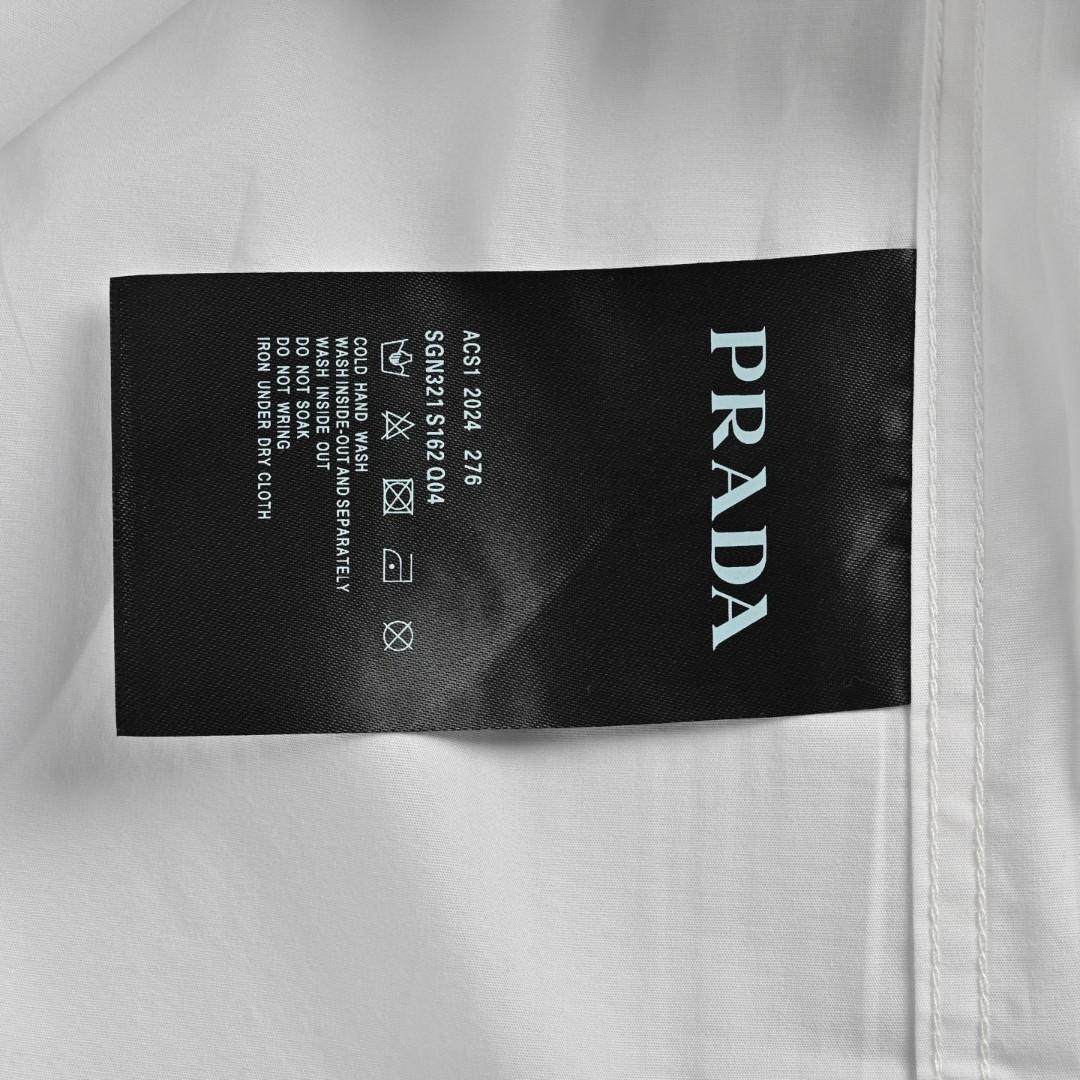 PRADA
ACS1 2024 276
SGN321 S162 Q04
COLD HAND WASH
WASH INSIDE-OUT AND SEPARATELY
WASH INSIDE OUT
DO NOT SOAK
DO NOT WRING
IRON UNDER DRY CLOTH